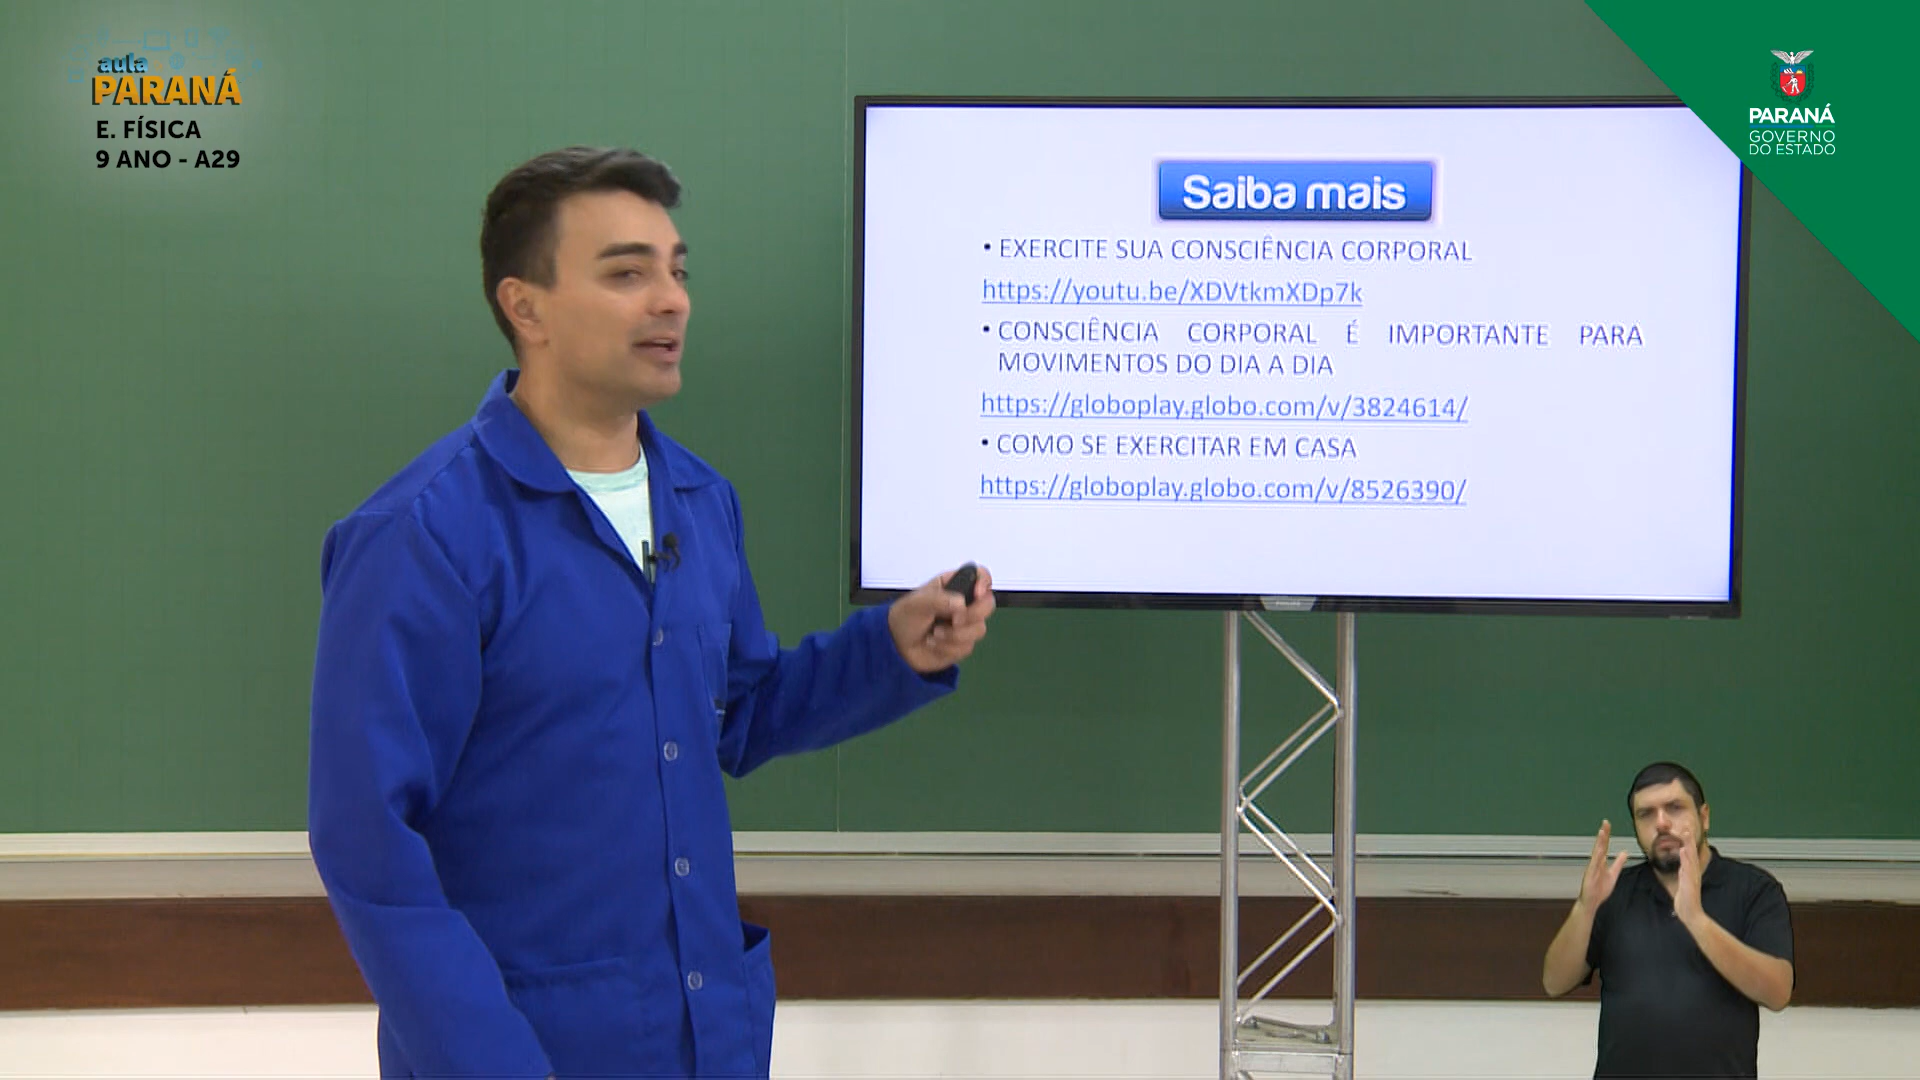 aula
PARANÁ
E. FÍSICA
9 ANO - A29
PARANÁ
GOVERNO
DO ESTADO
Saiba mais
• EXERCITE SUA CONSCIÊNCIA CORPORAL
https://youtu.be/XDVtkmXDp7k
• CONSCIÊNCIA CORPORAL É IMPORTANTE PARA
MOVIMENTOS DO DIA A DIA
https://globoplay.globo.com/v/3824614/
• COMO SE EXERCITAR EM CASA
https://globoplay.globo.com/v/8526390/